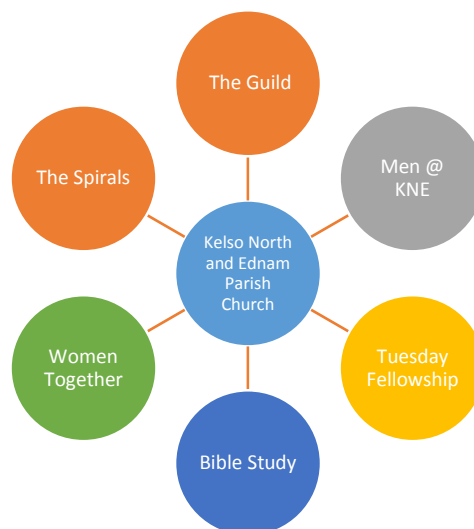 The Guild
The Spirals
Men @
KNE
Kelso North
and Ednam
Parish
Church
Women
Together
Tuesday
Fellowship
Bible Study